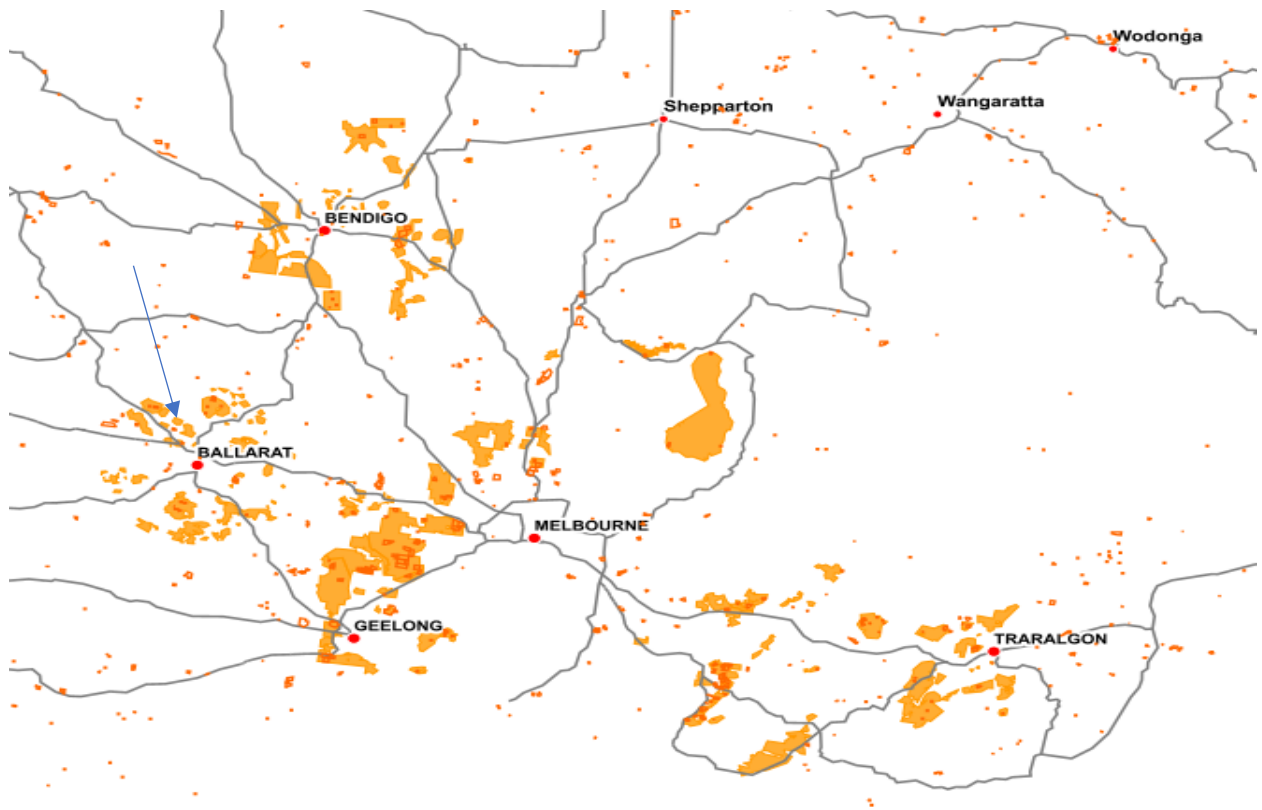 Wodonga
Shepparton
Wangaratta
BENDIGO
BALLARAT
MELBOURNE
GEELONG
TRARALGON